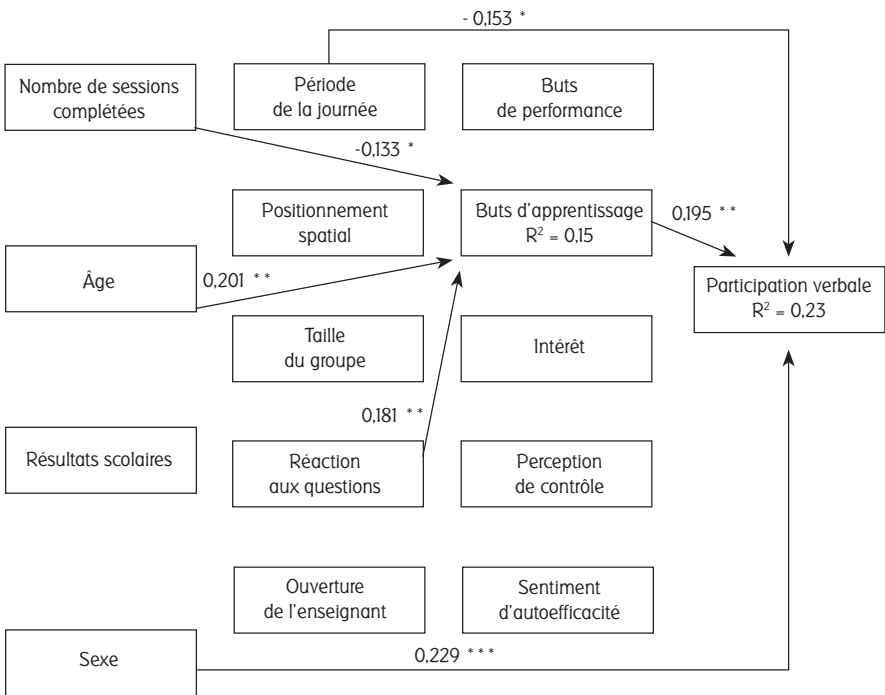 - 0,153 *
Nombre de sessions
complétées
Période
de la journée
Buts
de performance
-0,133 *
Positionnement
spatial
Buts d'apprentissage
R² = 0,15
0,195 **
Âge
0,201 **
Participation verbale
R² = 0,23
Taille
du groupe
Intérêt
0,181 **
Résultats scolaires
Réaction
aux questions
Perception
de contrôle
Ouverture
de l'enseignant
Sentiment
d'autoefficacité
Sexe
0,229 ***